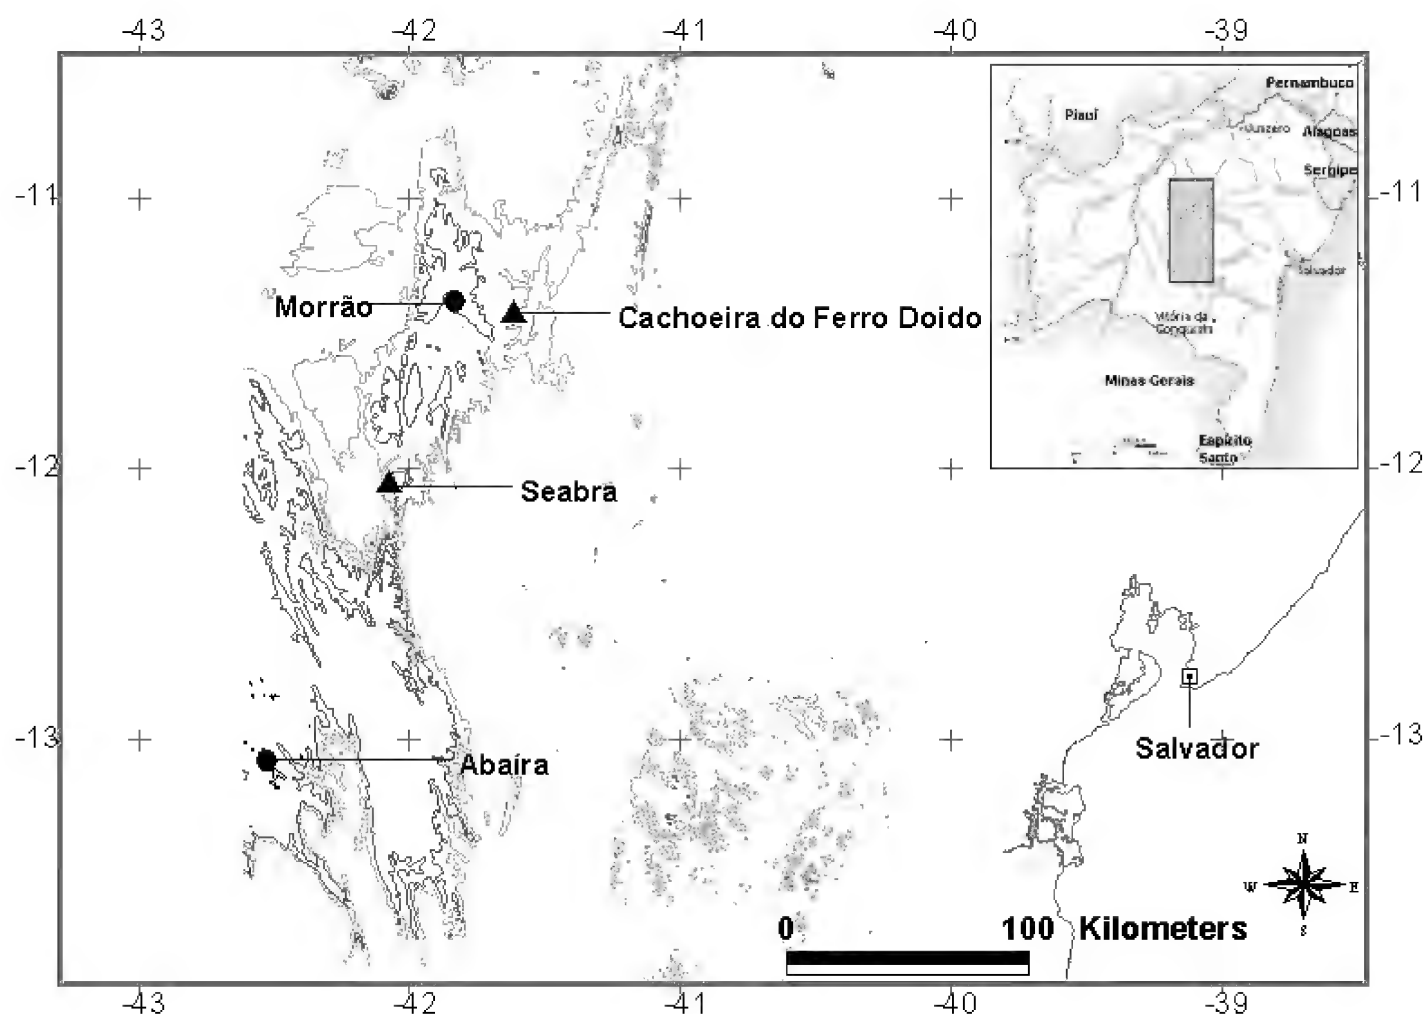 -43 -42 -41 -40 -39
Pernambuco
Piauí
Juazeiro
Alagoas
-11 Sergipe -11
Salvador
Morrão
Cachoeira do Ferro Doido
Vitória da
Conquista
Minas Gerais
Espírito
Santo
-12 -12
Seabra
Salvador
-13 -13
Abaíra
N
W E
S
0 100 Kilometers
-43 -42 -41 -40 -39